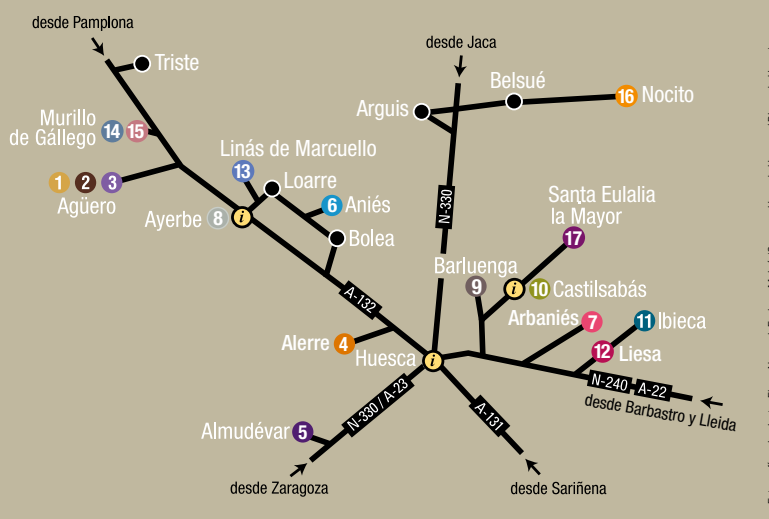 desde Pamplona
desde Jaca
Triste
Belsué
Arguis
16 Nocito
Murillo
de Gállego 14 15
Linás de Marcuello
13
Loarre
1 2 3
Agüero
6 Aniés
Ayerbe 8 i
Bolea
N-330
Santa Eulalia
la Mayor
17
Barluenga
9
i 10 Castilsabás
A-132
Arbaniés 7
11 Ibieca
Alerre 4
12 Liesa
Huesca i
N-240 A-22
desde Barbastro y Lleida
N-330 / A-23
A-131
Almudévar 5
desde Zaragoza
desde Sariñena